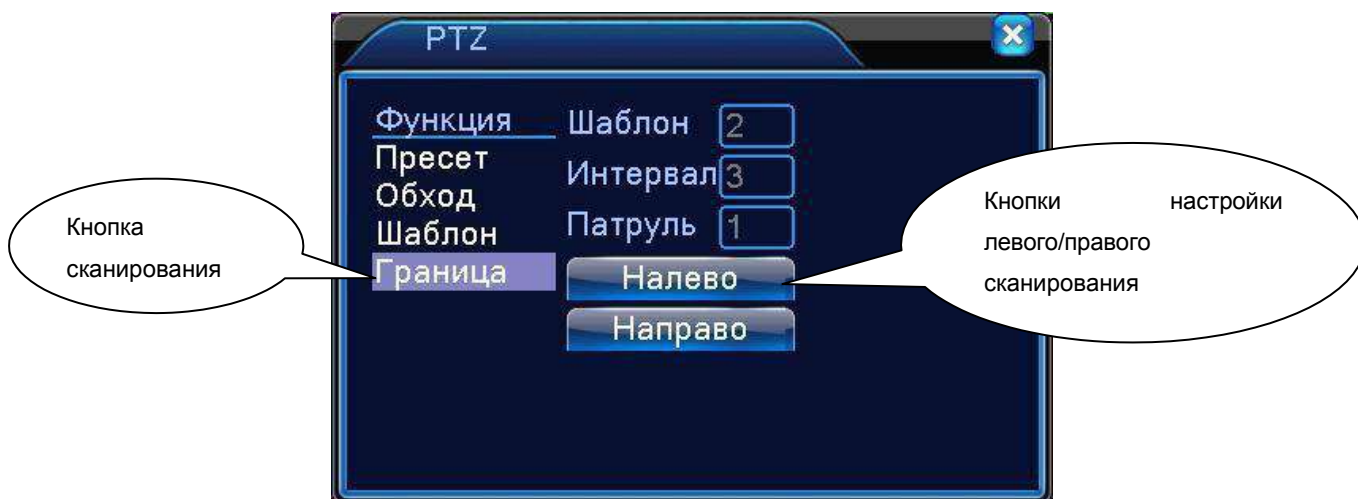 PTZ
Функция
Пресет
Обход
Шаблон
Граница
Шаблон 2
Интервал 3
Патруль 1
Налево
Направо
Кнопка
сканирования
Кнопки настройки
левого/правого
сканирования